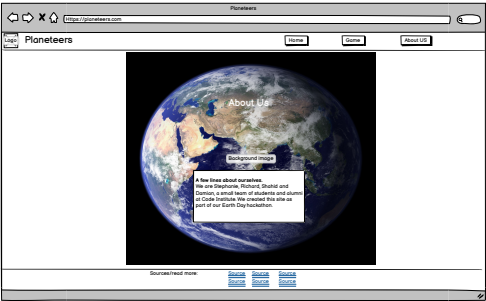 Planeteers
Https://planeteers.com
Logo Planeteers Home Game About US
About Us
Background image
A few lines about ourselves.
We are Stephanie, Richard, Shahid and
Damian, a small team of students and alumni
at Code Institute. We created this site as
part of our Earth Day hackathon.
Sources/read more: Source Source Source
Source Source Source